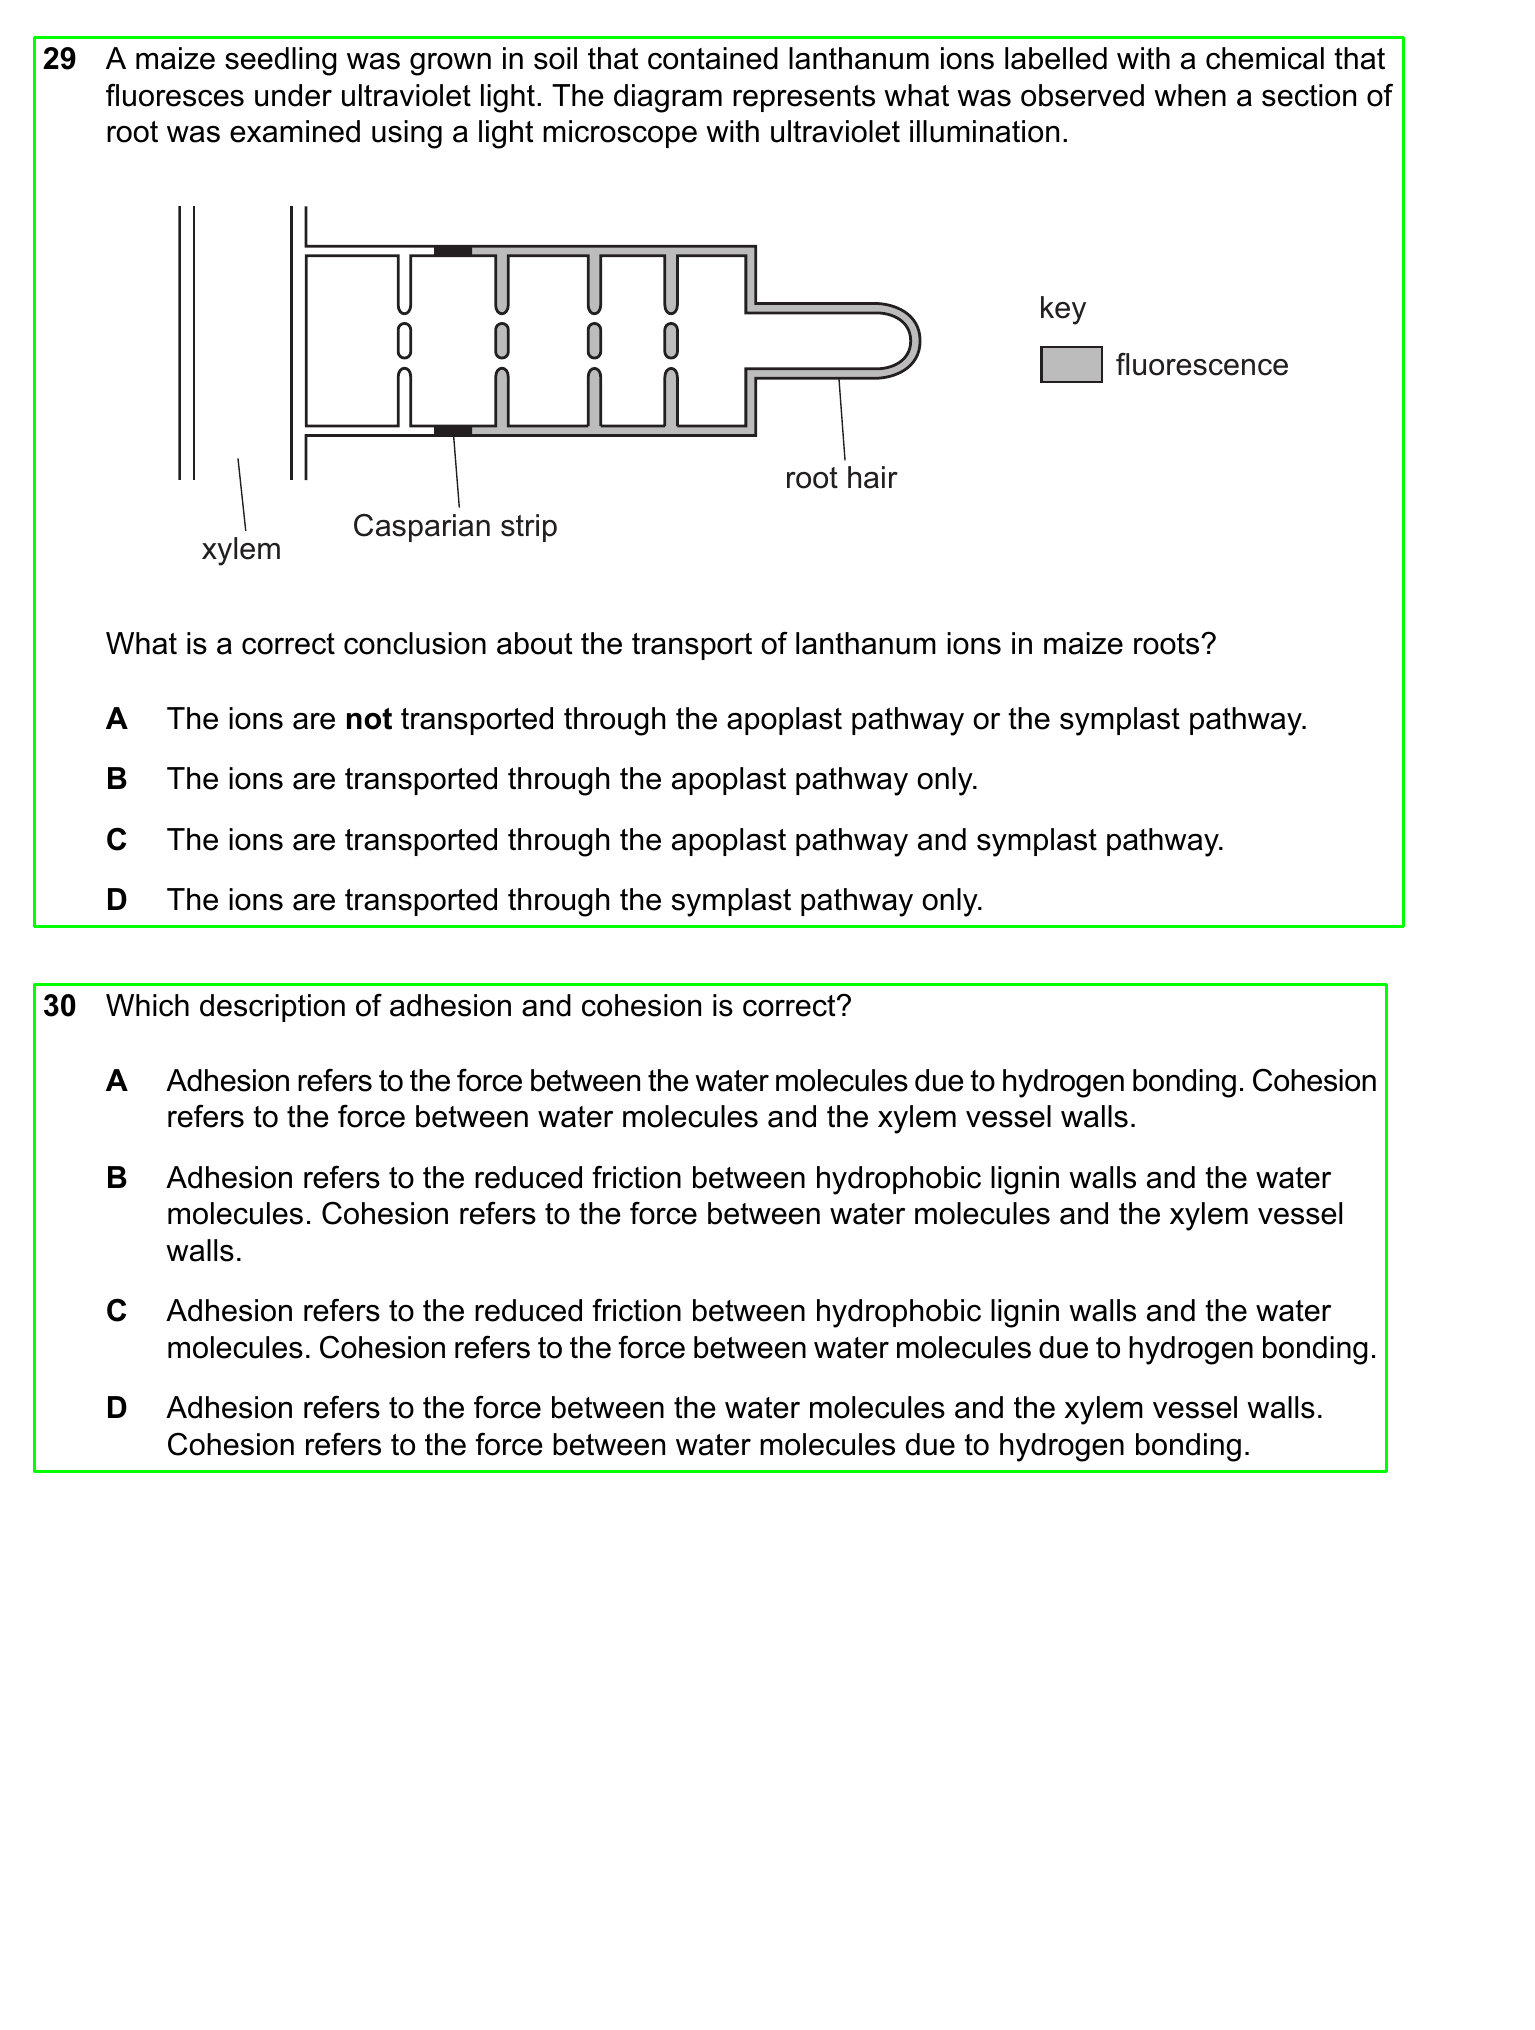 29 A maize seedling was grown in soil that contained lanthanum ions labelled with a chemical that
fluoresces under ultraviolet light. The diagram represents what was observed when a section of
root was examined using a light microscope with ultraviolet illumination.
key
fluorescence
root hair
Casparian strip
xylem
What is a correct conclusion about the transport of lanthanum ions in maize roots?
A The ions are not transported through the apoplast pathway or the symplast pathway.
B The ions are transported through the apoplast pathway only.
C The ions are transported through the apoplast pathway and symplast pathway.
D The ions are transported through the symplast pathway only.
30 Which description of adhesion and cohesion is correct?
A Adhesion refers to the force between the water molecules due to hydrogen bonding. Cohesion
refers to the force between water molecules and the xylem vessel walls.
B Adhesion refers to the reduced friction between hydrophobic lignin walls and the water
molecules. Cohesion refers to the force between water molecules and the xylem vessel
walls.
C Adhesion refers to the reduced friction between hydrophobic lignin walls and the water
molecules. Cohesion refers to the force between water molecules due to hydrogen bonding.
D Adhesion refers to the force between the water molecules and the xylem vessel walls.
Cohesion refers to the force between water molecules due to hydrogen bonding.